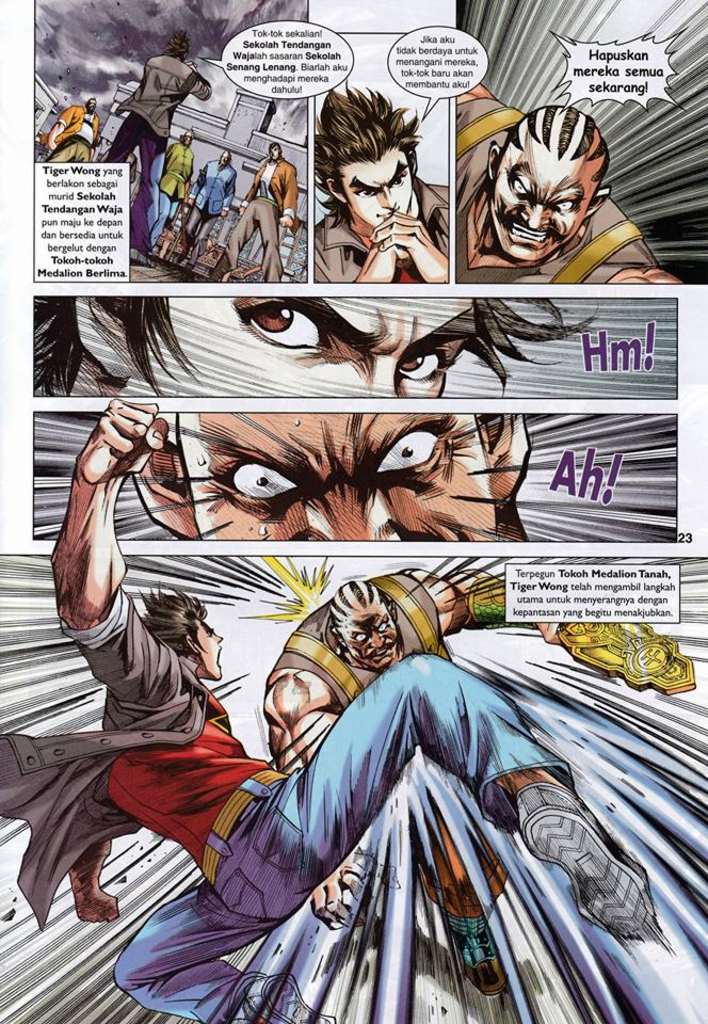 Tok-tok sekalian!
Sekolah Tendangan
Wajalah sasaran Sekolah
Senang Lenang. Biarlah aku
menghadapi mereka
dahulu!
Jika aku
tidak berdaya untuk
menangani mereka,
tok-tok baru akan
membantu aku!
Hapuskan
mereka semua
sekarang!
Tiger Wong
berlakon sebagai
murid Sekolah
Tendangan Waja
pun maju ke depan
dan bersedia untuk
bergelut dengan
Tokoh-tokoh
Medalion Berlima.
Hm!
Ah!
23
Terpegun Tokoh Medalion Tanah,
Tiger Wong telah mengambil langkah
utama untuk menyerangnya dengan
kepantasan yang begitu menakjubkan.